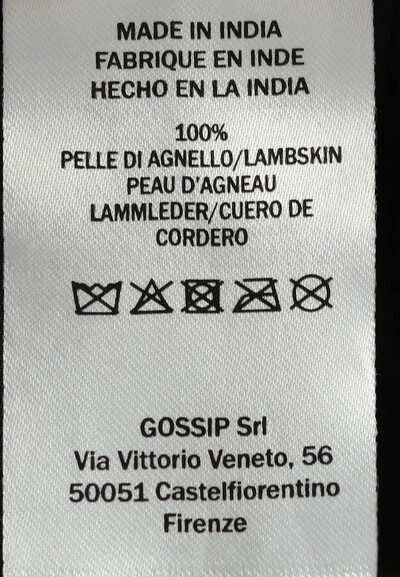 MADE IN INDIA
FABRIQUE EN INDE
HECHO EN LA INDIA
100%
PELLE DI AGNELLO/LAMBSKIN
PEAU D'AGNEAU
LAMMLEDER/CUERO DE
CORDERO
GOSSIP Srl
Via Vittorio Veneto, 56
50051 Castelfiorentino
Firenze